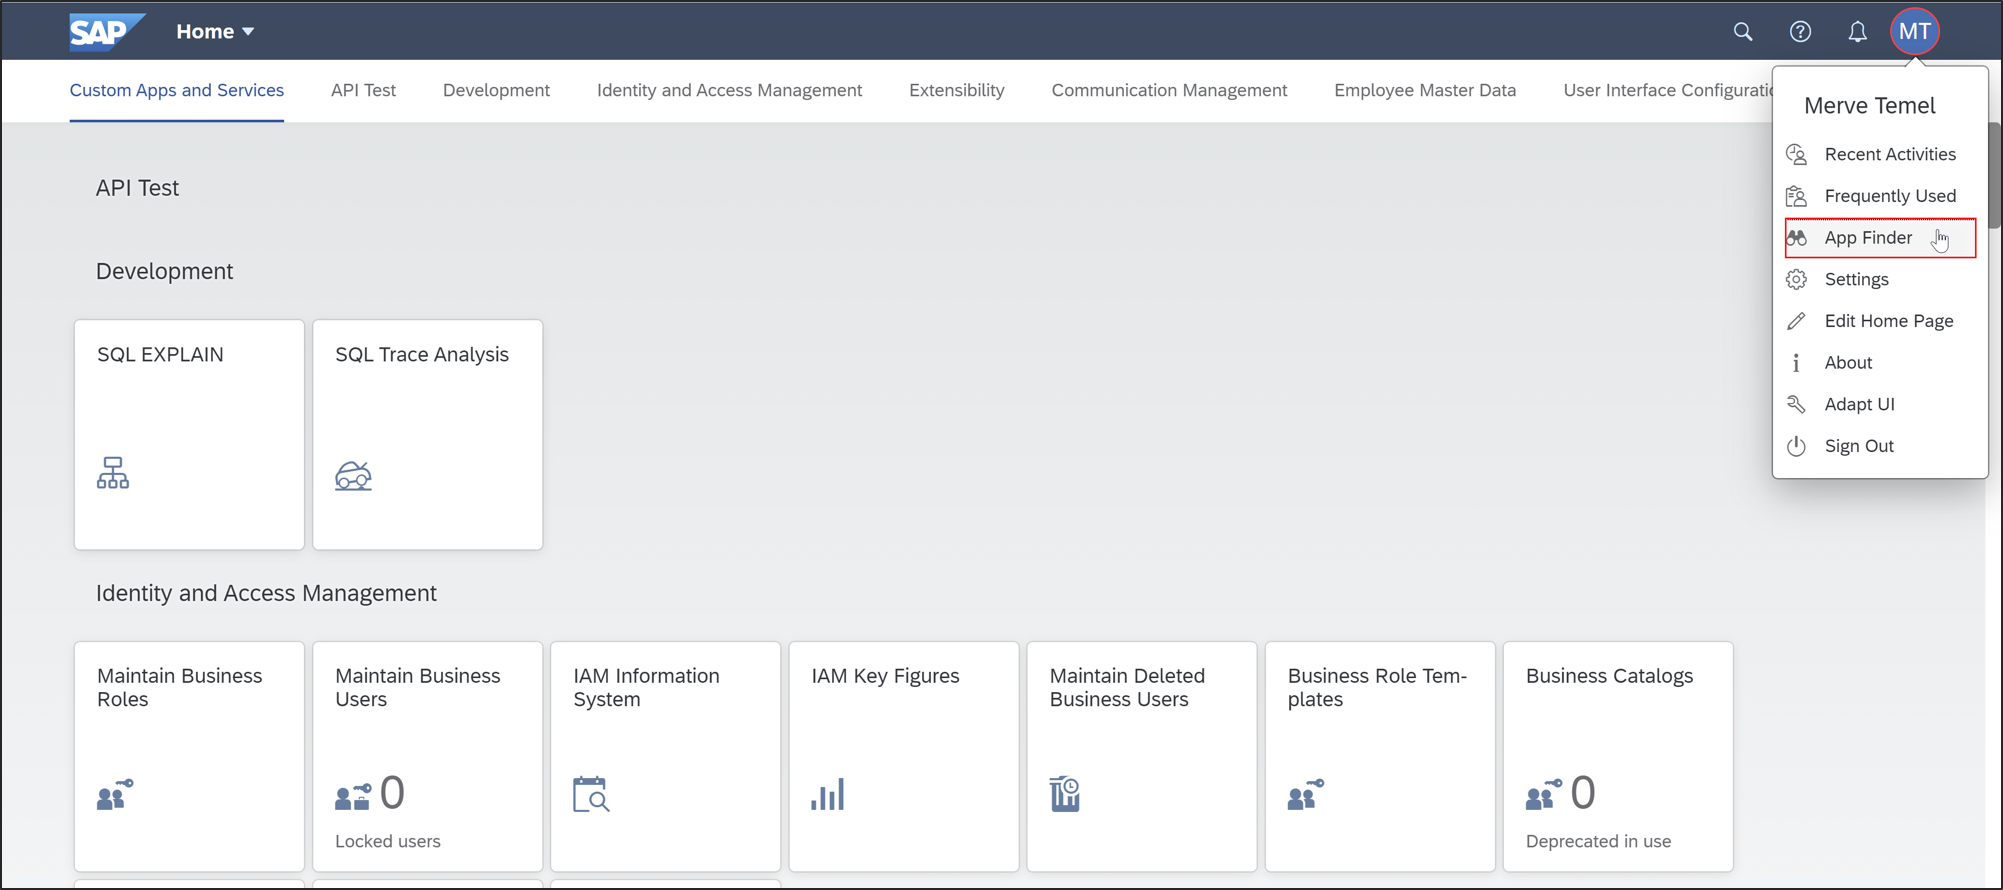 SAP
Home
MT
Custom Apps and Services
API Test
Development
Identity and Access Management
Extensibility
Communication Management
Employee Master Data
User Interface Configuratio
Merve Temel
Recent Activities
Frequently Used
App Finder
Settings
Edit Home Page
About
Adapt UI
Sign Out
API Test
Development
SQL EXPLAIN
SQL Trace Analysis
Identity and Access Management
Maintain Business
Roles
Maintain Business
Users
0
Locked users
IAM Information
System
IAM Key Figures
Maintain Deleted
Business Users
Business Role Tem-
plates
Business Catalogs
0
Deprecated in use